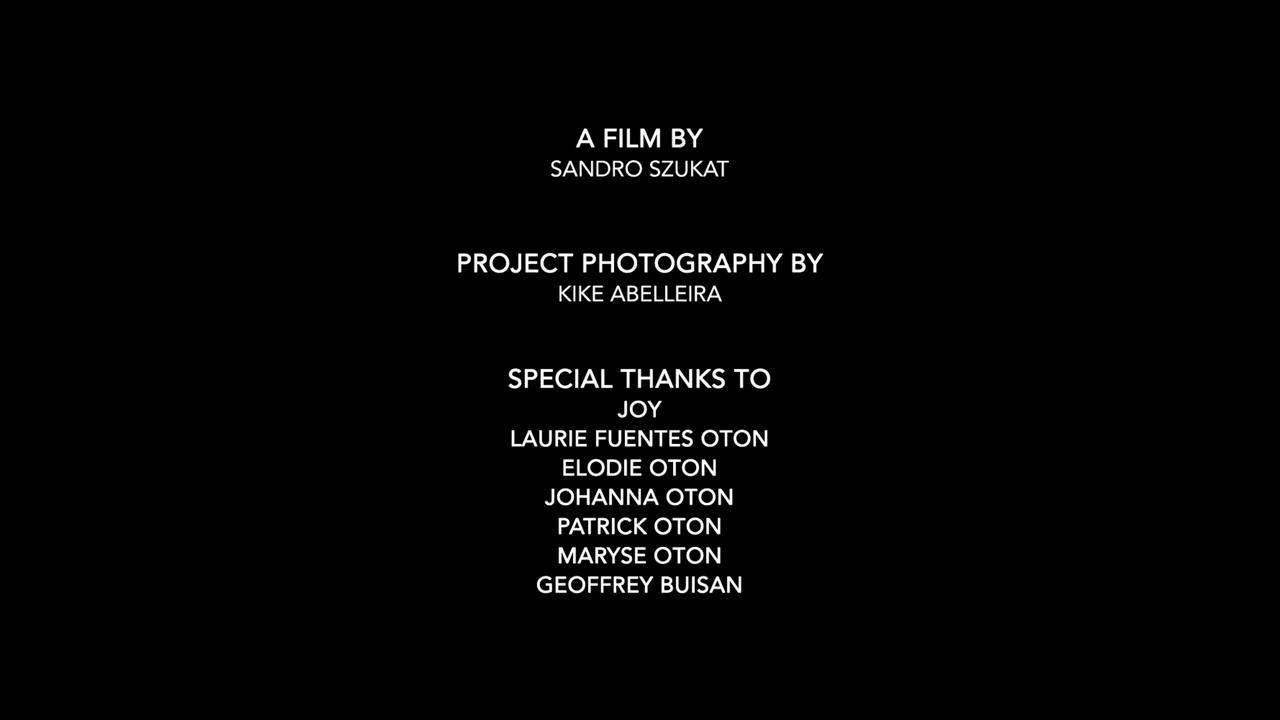 A FILM BY
SANDRO SZUKAT
PROJECT PHOTOGRAPHY BY
KIKE ABELLEIRA
SPECIAL THANKS TO
JOY
LAURIE FUENTES OTON
ELODIE OTON
JOHANNA OTON
PATRICK OTON
MARYSE OTON
GEOFFREY BUISAN